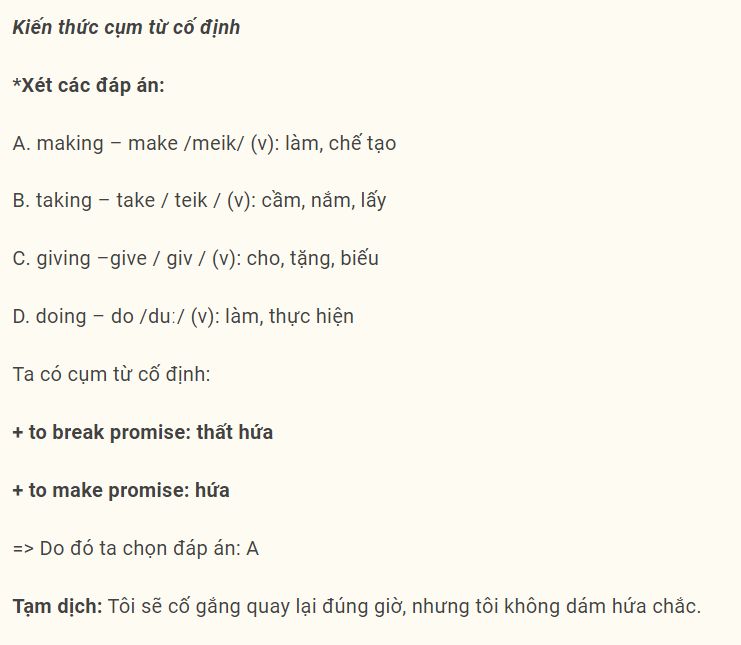 Kiến thức cụm từ cố định
*Xét các đáp án:
A. making – make /meik/ (v): làm, chế tạo
B. taking – take / teik / (v): cầm, nắm, lấy
C. giving –give / giv / (v): cho, tặng, biếu
D. doing – do /duː/ (v): làm, thực hiện
Ta có cụm từ cố định:
+ to break promise: thất hứa
+ to make promise: hứa
=> Do đó ta chọn đáp án: A
Tạm dịch: Tôi sẽ cố gắng quay lại đúng giờ, nhưng tôi không dám hứa chắc.